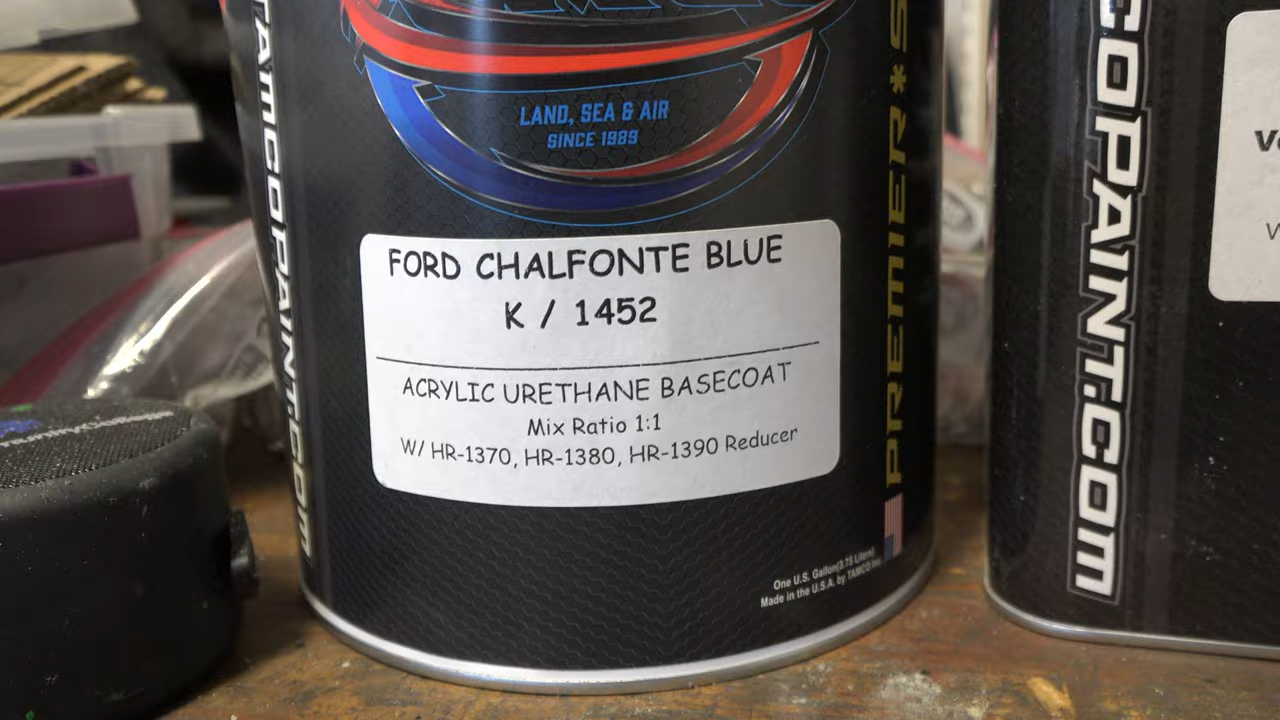 LAND, SEA & AIR
SINCE 1989
TAMCOPAINT.COM
PREMIER * S
FORD CHALFONTE BLUE
K / 1452
ACRYLIC URETHANE BASECOAT
Mix Ratio 1:1
W/ HR-1370, HR-1380, HR-1390 Reducer
One U.S. Gallon(3.75 Liters)
Made in the U.S.A. by TAMCO Inc.
COPAINT.COM